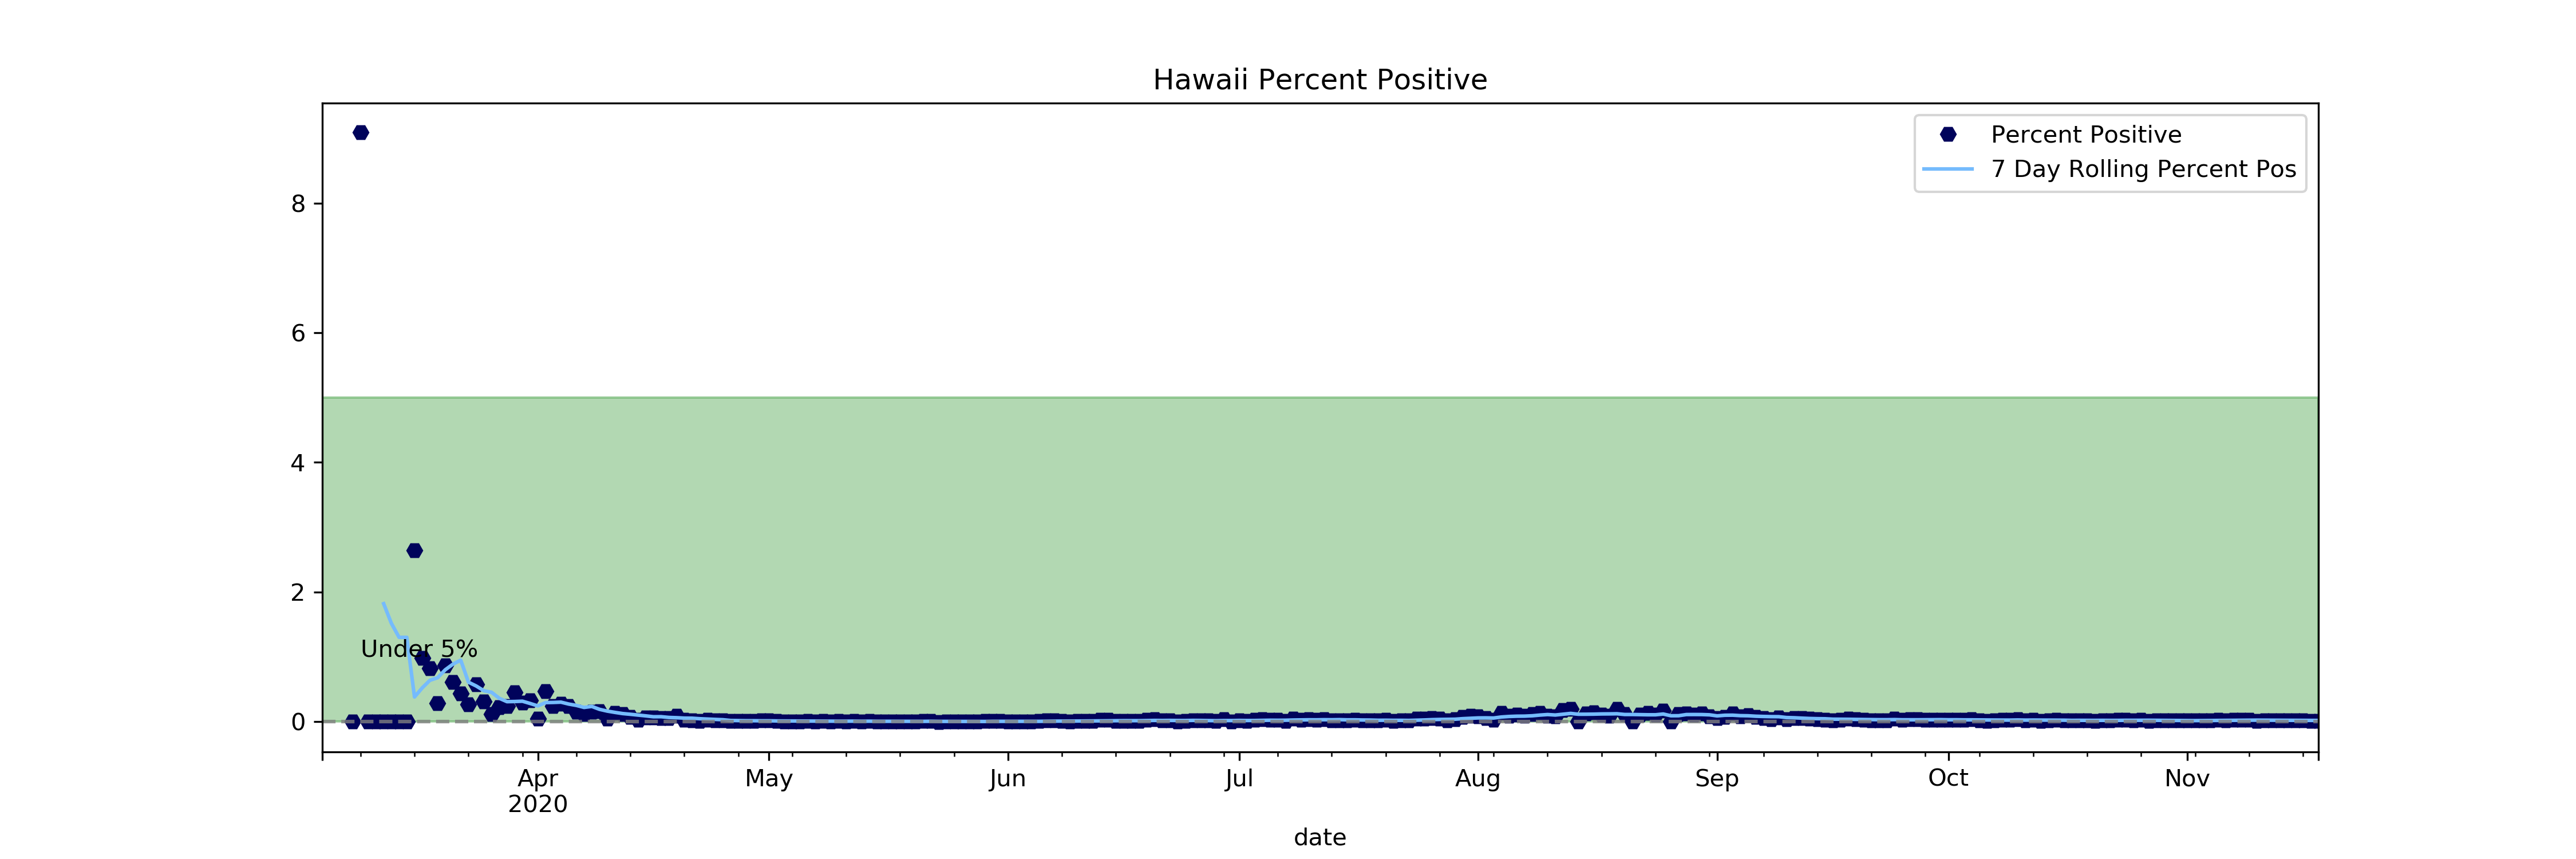 Hawaii Percent Positive
Percent Positive
7 Day Rolling Percent Pos
8
6
4
2
0
Under 5%
Apr
2020
May
Jun
Jul
Aug
Sep
Oct
Nov
date